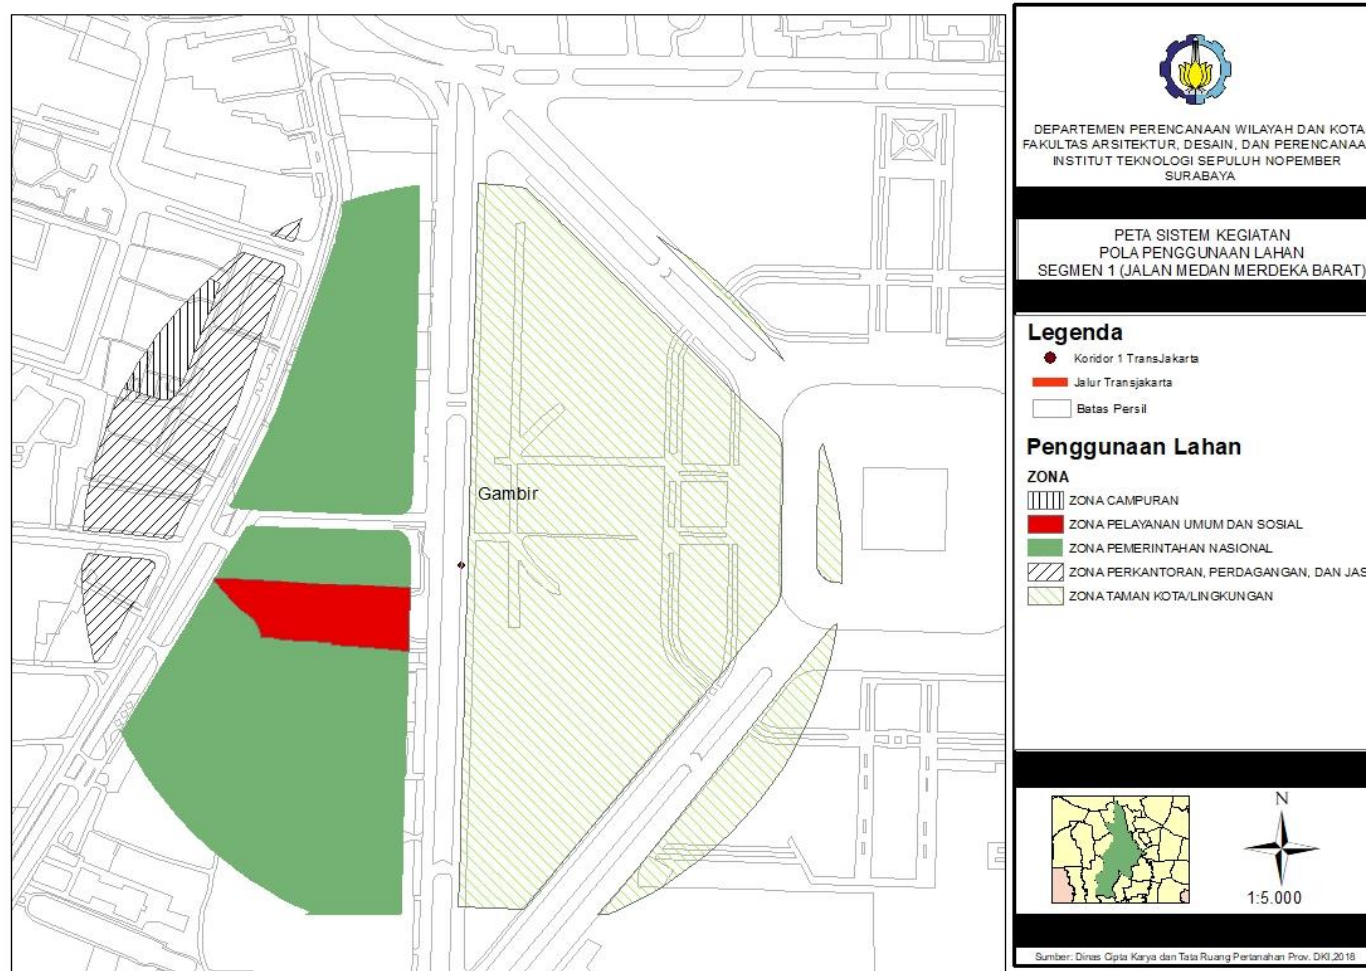 Gambir
DEPARTEMEN PERENCANAAN WILAYAH DAN KOTA
FAKULTAS ARSITEKTUR, DESAIN, DAN PERENCANAA
INSTITUT TEKNOLOGI SEPULUH NOPEMBER
SURABAYA
PETA SISTEM KEGIATAN
POLA PENGGUNAAN LAHAN
SEGMEN 1 (JALAN MEDAN MERDEKA BARAT)
Legenda
Koridor 1 TransJakarta
Jalur Transjakarta
Batas Persil
Penggunaan Lahan
ZONA
ZONA CAMPURAN
ZONA PELAYANAN UMUM DAN SOSIAL
ZONA PEMERINTAHAN NASIONAL
ZONA PERKANTORAN, PERDAGANGAN, DAN JAS
ZONA TAMAN KOTA/LINGKUNGAN
N
1:5.000
Sumber: Dinas Cipta Karya dan Tata Ruang Pertanahan Prov. DKI,2018